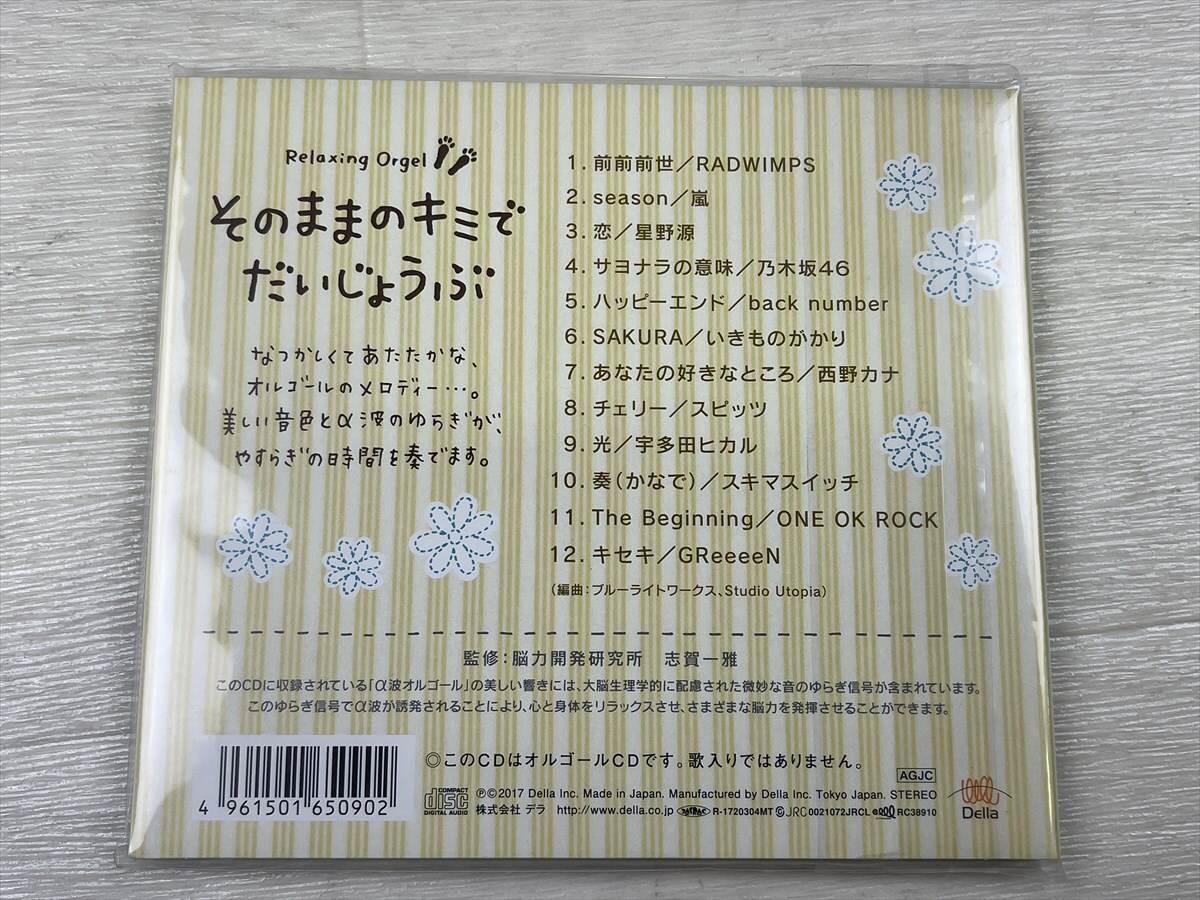 Relaxing Orgel
そのままのキミで
だいじょうぶ
なつかしくてあたたかな、
オルゴールのメロディー…。
美しい音色とα波のゆらぎが、
やすらぎの時間を奏でます。
1. 前前前世／RADWIMPS
2. season／嵐
3. 恋／星野源
4. サヨナラの意味／乃木坂46
5. ハッピーエンド／back number
6. SAKURA／いきものがかり
7. あなたの好きなところ／西野カナ
8. チェリー／スピッツ
9. 光／宇多田ヒカル
10. 奏(かなで)／スキマスイッチ
11. The Beginning／ONE OK ROCK
12. キセキ／GReeeeN
(編曲：ブルーライトワークス、Studio Utopia)
監修：脳力開発研究所　志賀一雅
このCDに収録されている「α波オルゴール」の美しい響きには、大脳生理学的に配慮された微妙な音のゆらぎ信号が含まれています。
このゆらぎ信号でα波が誘発されることにより、心と身体をリラックスさせ、さまざまな脳力を発揮させることができます。
◎このCDはオルゴールCDです。歌入りではありません。
AGJC
4 961501 650902
COMPACT
disc
DIGITAL AUDIO
℗©2017 Della Inc. Made in Japan. Manufactured by Della Inc. Tokyo Japan. STEREO
株式会社 デラ http://www.della.co.jp R-1720304MT JRC 0021072JRCL RC38910
Della